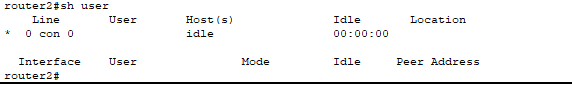 router2#sh user
    Line       User       Host(s)              Idle       Location
*  0 con 0                idle                 00:00:00

  Interface    User               Mode         Idle     Peer Address
router2#